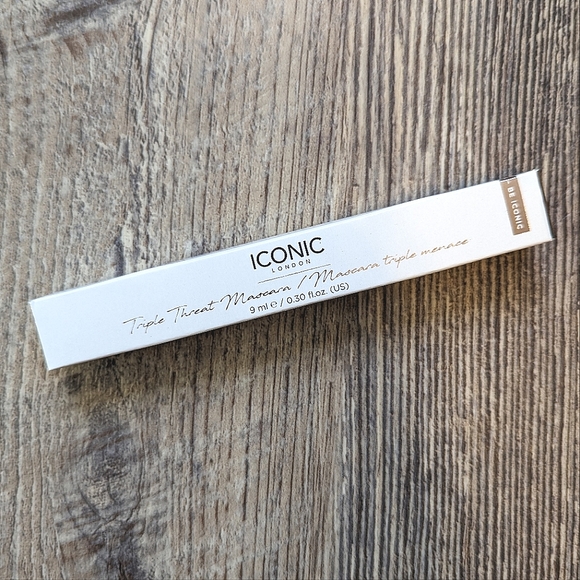 ICONIC
LONDON
Triple Threat Mascara / Mascara triple menace
9 ml ℮ / 0.30 fl.oz. (US)
BE ICONIC